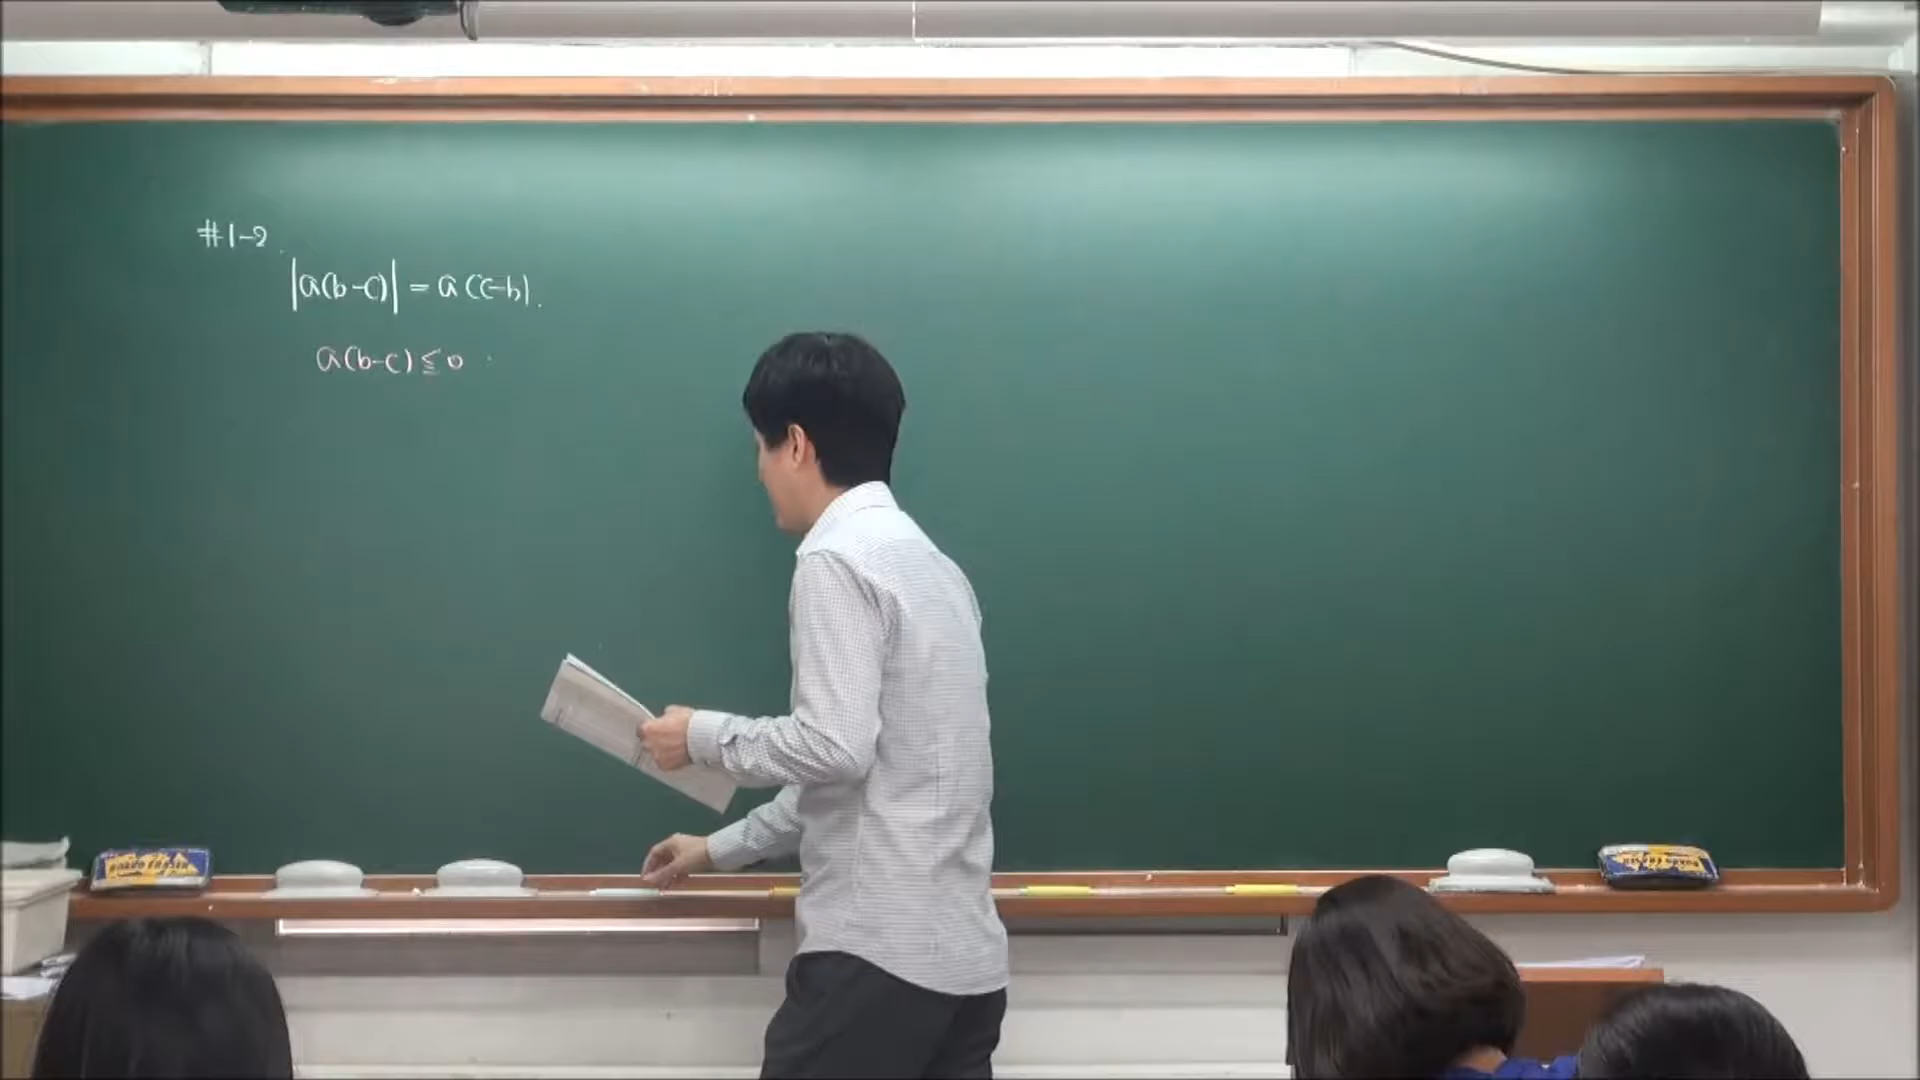 #1-2.
|a(b-c)| = a(c-b).
a(b-c) ≦ 0